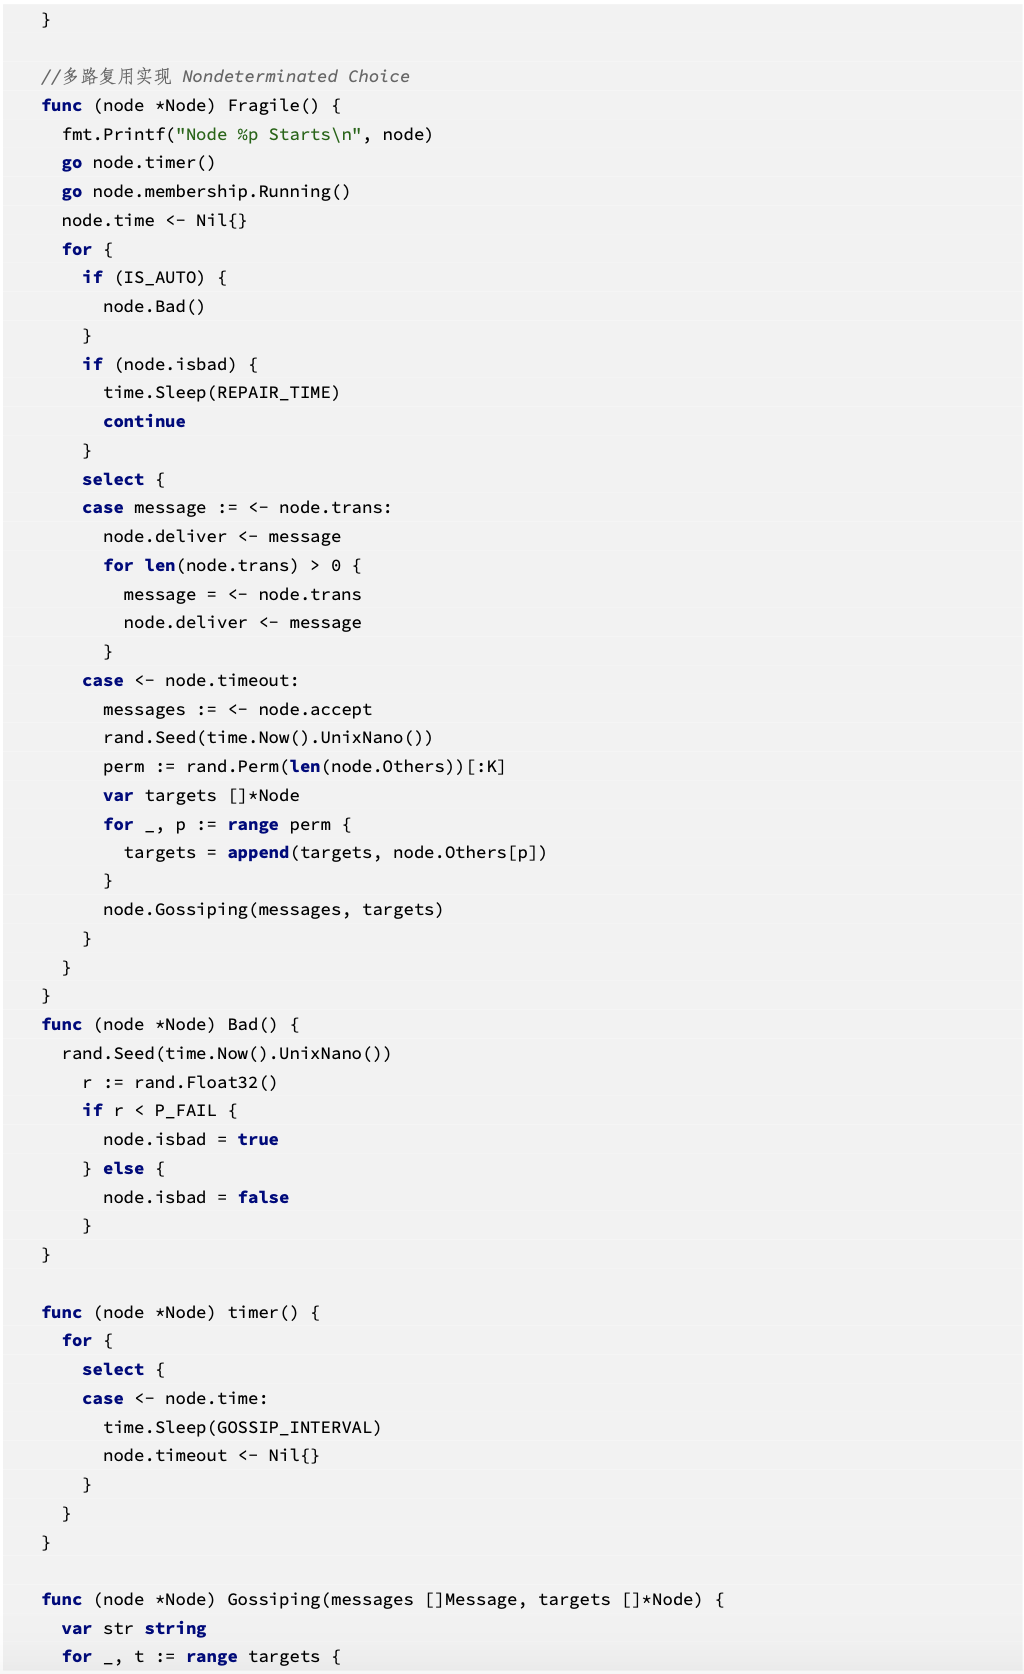 }
//多路复用实现 Nondeterminated Choice
func (node *Node) Fragile() {
  fmt.Printf("Node %p Starts\n", node)
  go node.timer()
  go node.membership.Running()
  node.time <- Nil{}
  for {
    if (IS_AUTO) {
      node.Bad()
    }
    if (node.isbad) {
      time.Sleep(REPAIR_TIME)
      continue
    }
    select {
    case message := <- node.trans:
      node.deliver <- message
      for len(node.trans) > 0 {
        message = <- node.trans
        node.deliver <- message
      }
    case <- node.timeout:
      messages := <- node.accept
      rand.Seed(time.Now().UnixNano())
      perm := rand.Perm(len(node.Others))[:K]
      var targets []*Node
      for _, p := range perm {
        targets = append(targets, node.Others[p])
      }
      node.Gossiping(messages, targets)
    }
  }
}
func (node *Node) Bad() {
  rand.Seed(time.Now().UnixNano())
    r := rand.Float32()
    if r < P_FAIL {
      node.isbad = true
    } else {
      node.isbad = false
    }
}
func (node *Node) timer() {
  for {
    select {
    case <- node.time:
      time.Sleep(GOSSIP_INTERVAL)
      node.timeout <- Nil{}
    }
  }
}
func (node *Node) Gossiping(messages []Message, targets []*Node) {
  var str string
  for _, t := range targets {